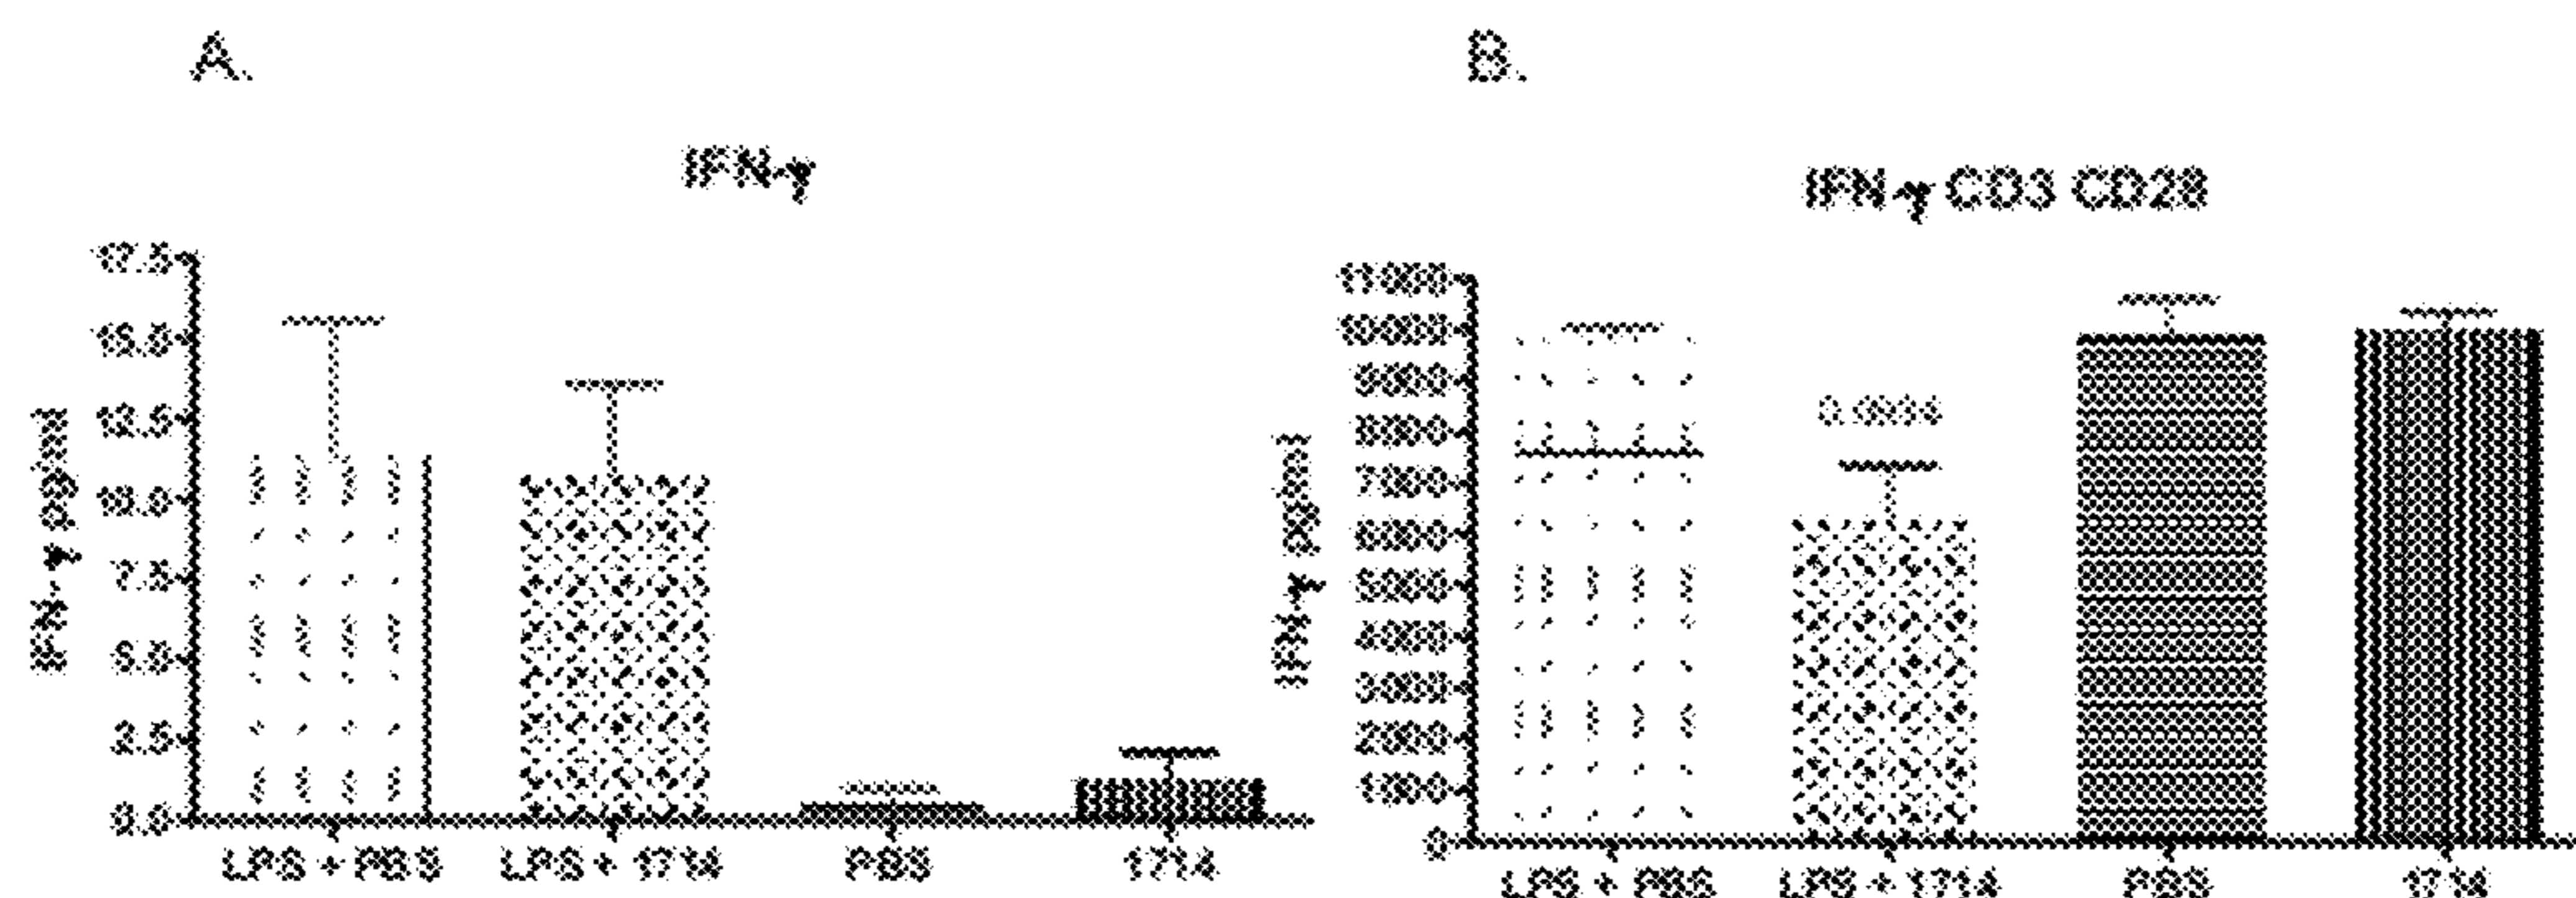 A.
IFN-γ
IFN-γ pg/ml
17.5
15.0
12.5
10.0
7.5
5.0
2.5
0.0
LPS + PBS
LPS + 1714
PBS
1714
B.
IFN-γ CD3 CD28
IFN-γ pg/ml
11000
10000
9000
8000
7000
6000
5000
4000
3000
2000
1000
0
LPS + PBS
LPS + 1714
PBS
1714